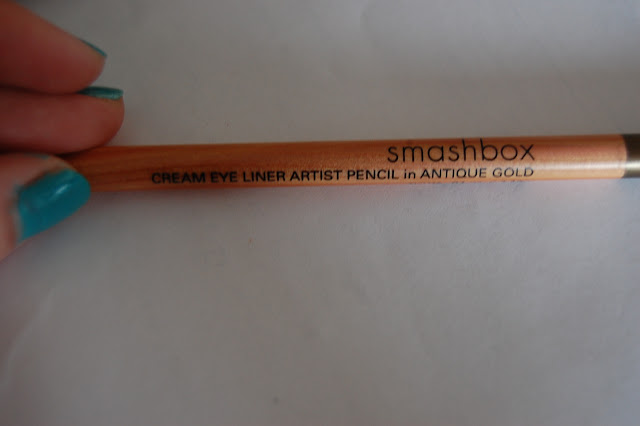 smashbox
CREAM EYE LINER ARTIST PENCIL in ANTIQUE GOLD